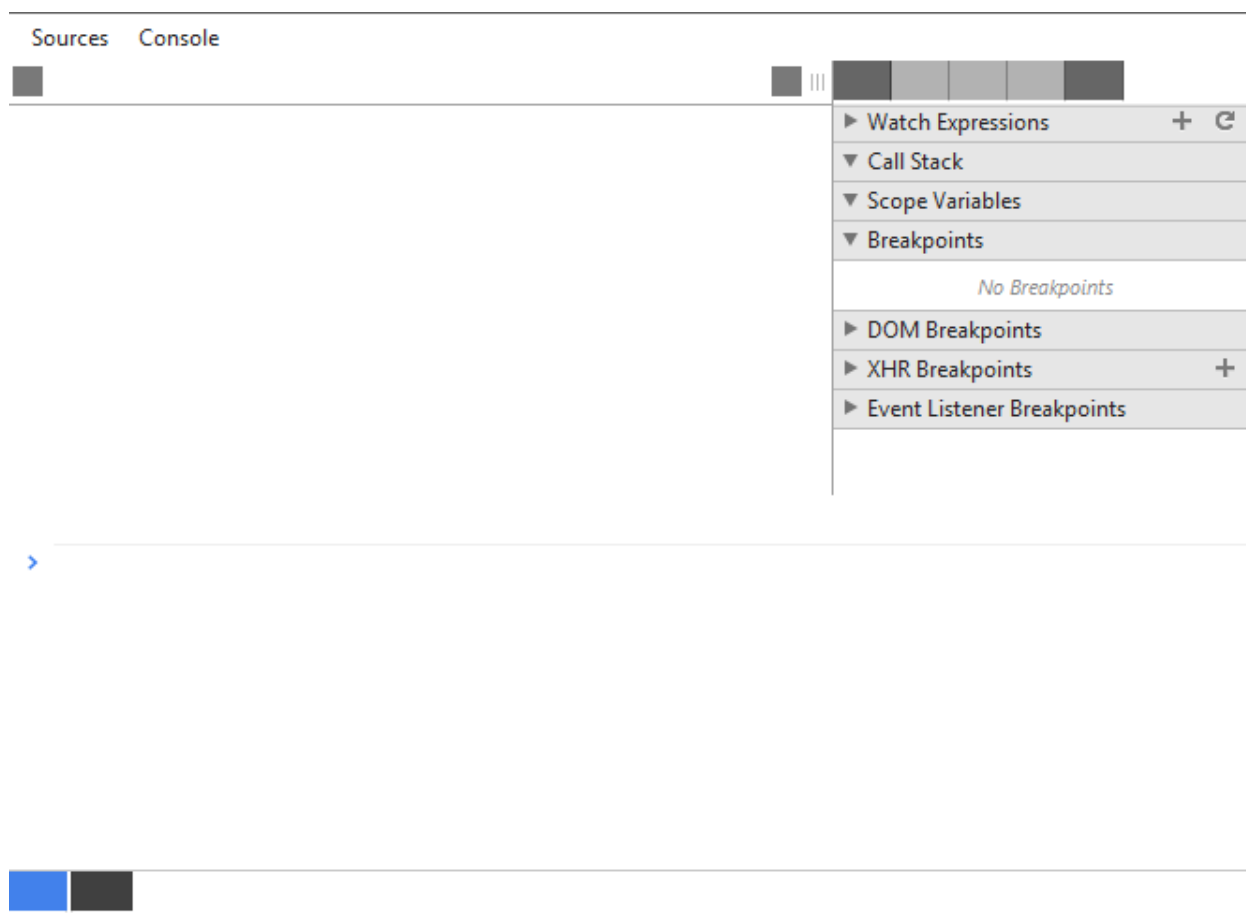 Sources Console
Watch Expressions
Call Stack
Scope Variables
Breakpoints
No Breakpoints
DOM Breakpoints
XHR Breakpoints
Event Listener Breakpoints